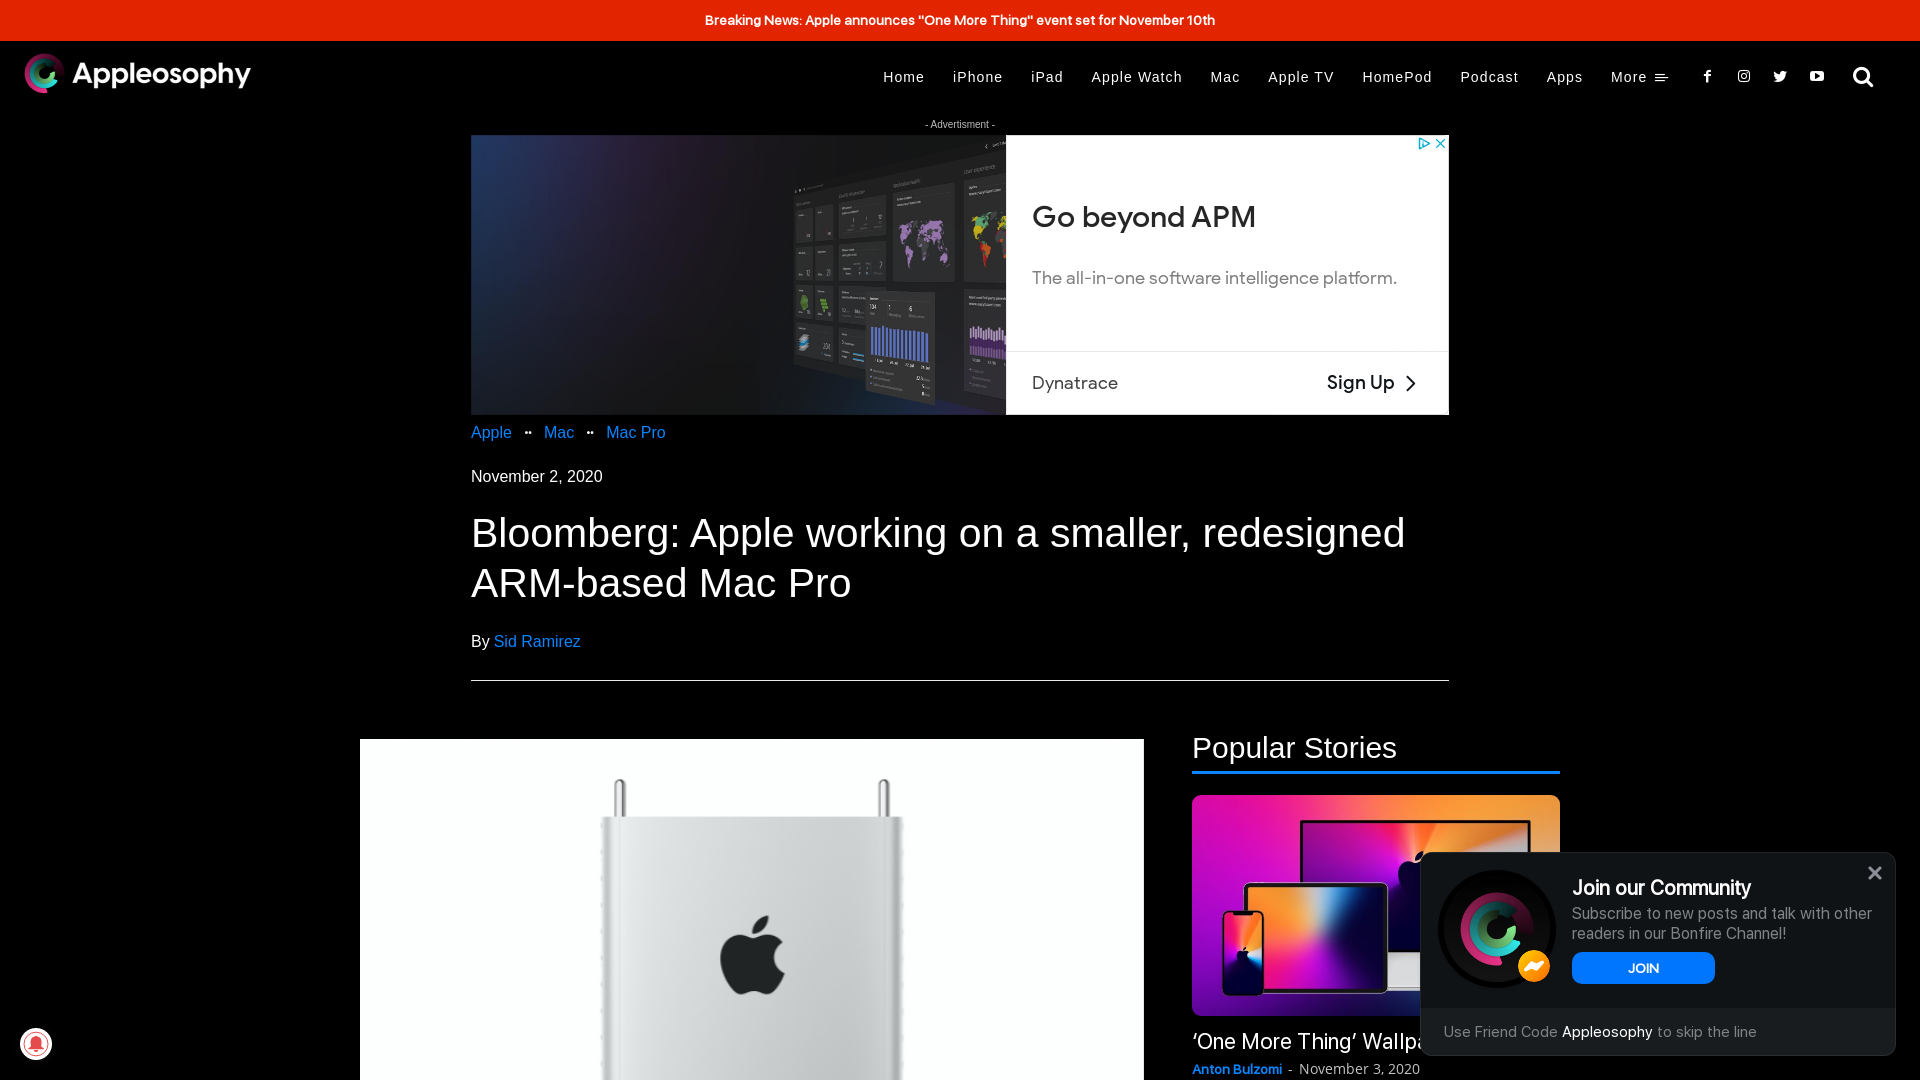 Breaking News: Apple announces "One More Thing" event set for November 10th
Appleosophy
Home iPhone iPad Apple Watch Mac Apple TV HomePod Podcast Apps More
- Advertisment -
Go beyond APM
The all-in-one software intelligence platform.
Dynatrace Sign Up
Apple •• Mac •• Mac Pro
November 2, 2020
Bloomberg: Apple working on a smaller, redesigned
ARM-based Mac Pro
By Sid Ramirez
Popular Stories
‘One More Thing’ Wallpa
Anton Bulzomi - November 3, 2020
Join our Community
Subscribe to new posts and talk with other
readers in our Bonfire Channel!
JOIN
Use Friend Code Appleosophy to skip the line